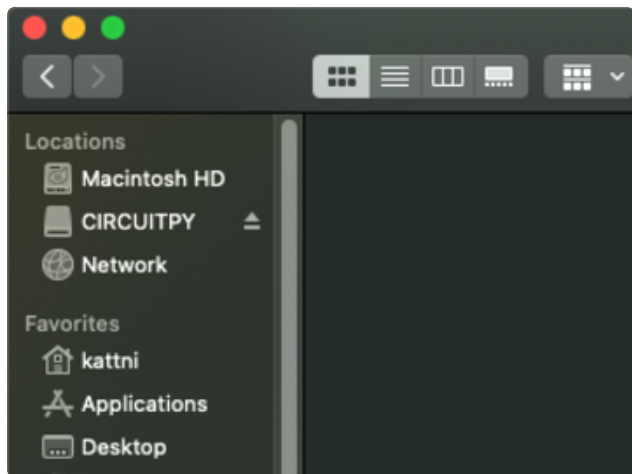 Locations
Macintosh HD
CIRCUITPY
Network
Favorites
kattni
Applications
Desktop